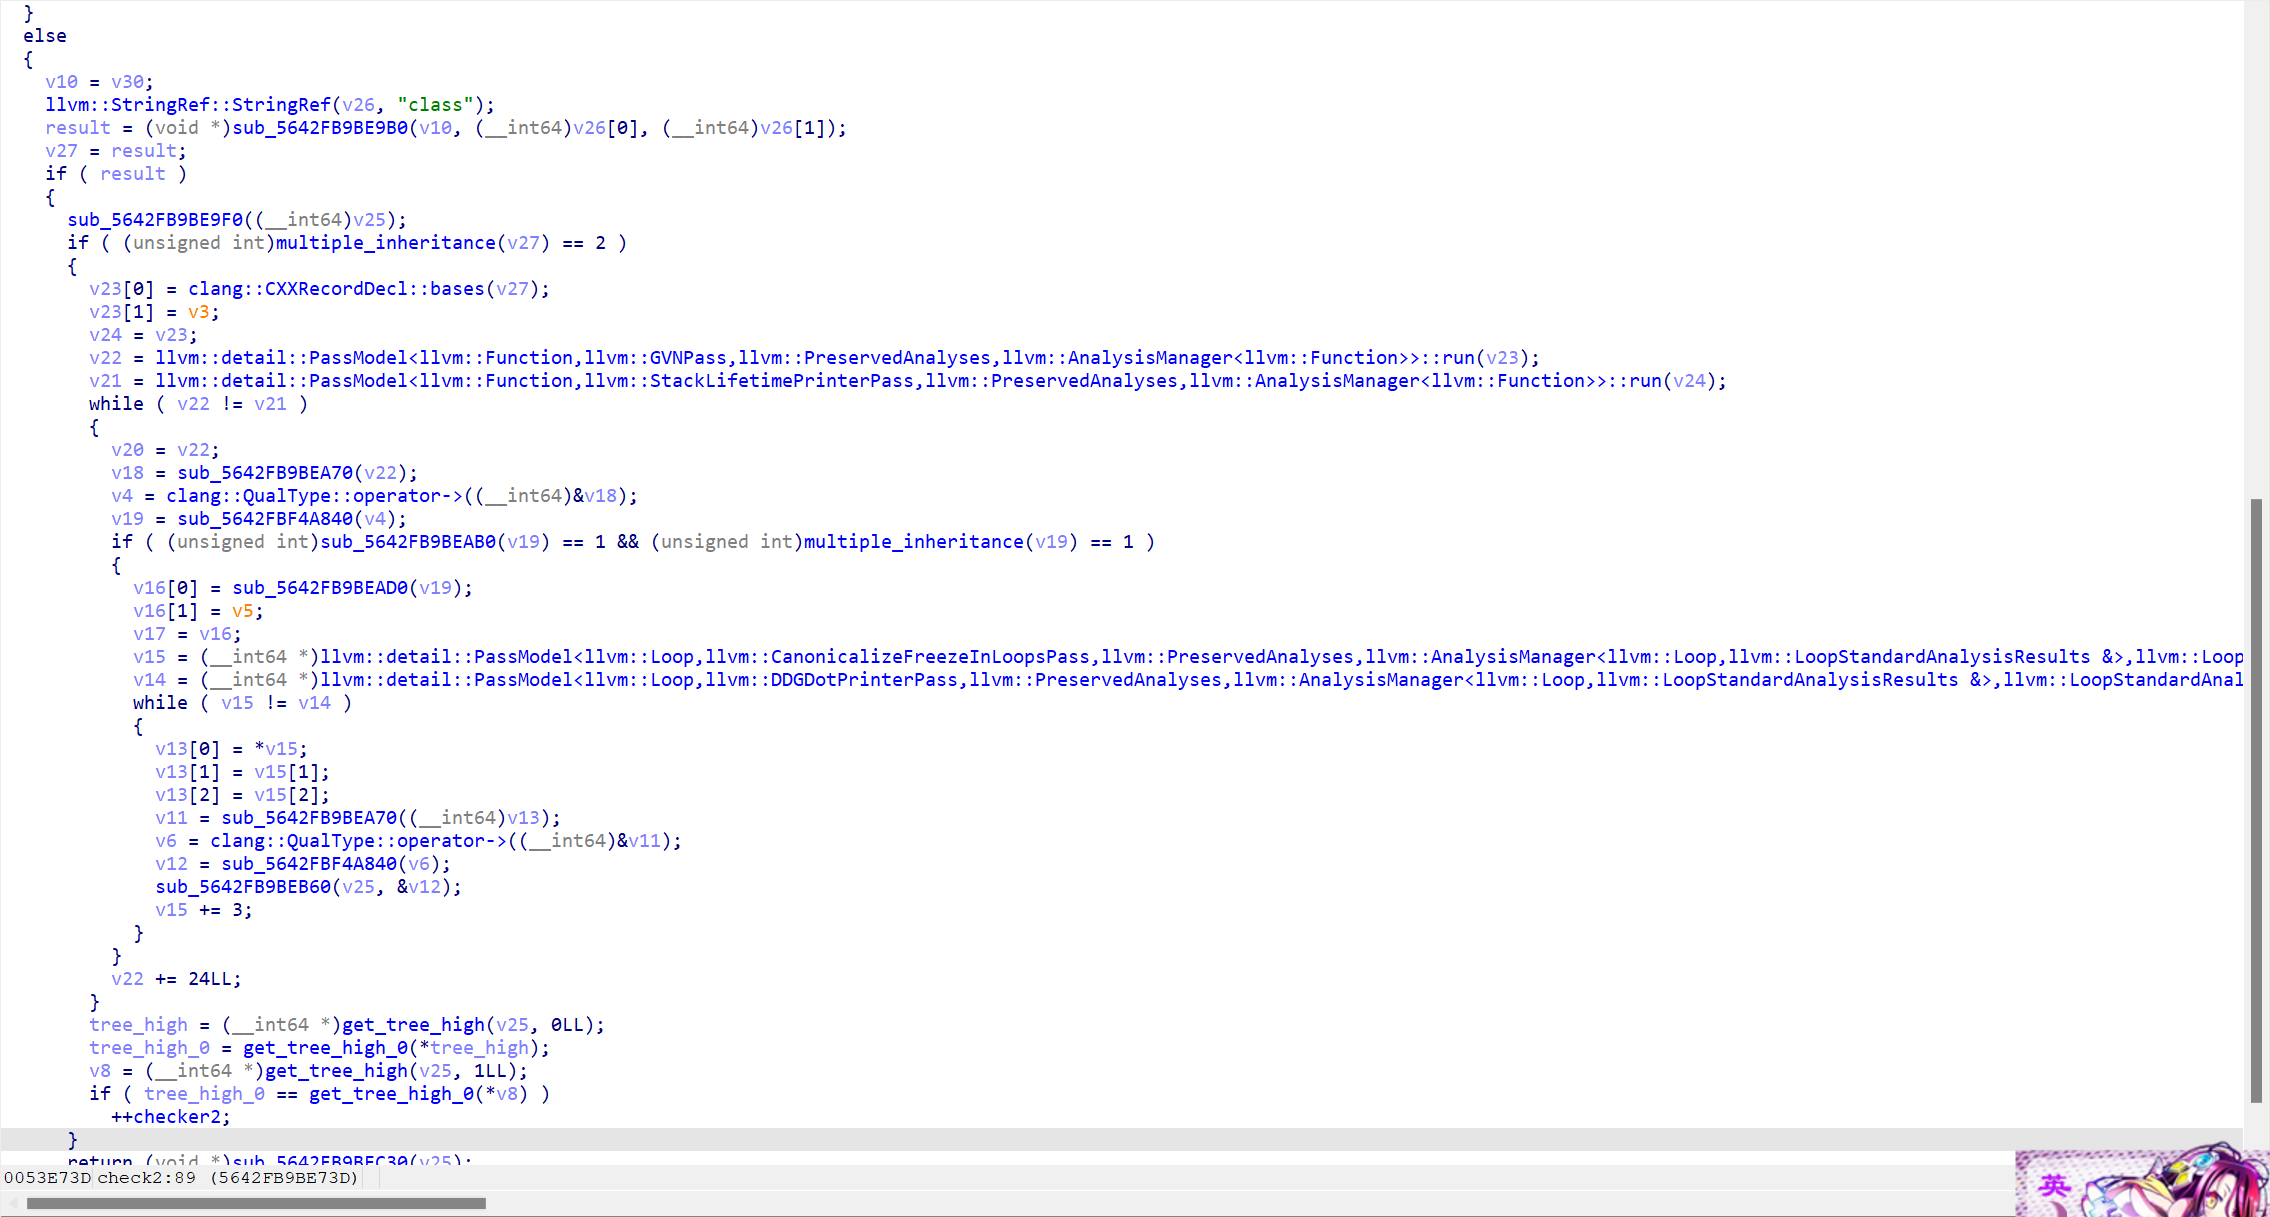 }
else
{
v10 = v30;
llvm::StringRef::StringRef(v26, "class");
result = (void *)sub_5642FB9BE9B0(v10, (__int64)v26[0], (__int64)v26[1]);
v27 = result;
if ( result )
{
sub_5642FB9BE9F0((__int64)v25);
if ( (unsigned int)multiple_inheritance(v27) == 2 )
{
v23[0] = clang::CXXRecordDecl::bases(v27);
v23[1] = v3;
v24 = v23;
v22 = llvm::detail::PassModel<llvm::Function,llvm::GVNPass,llvm::PreservedAnalyses,llvm::AnalysisManager<llvm::Function>>::run(v23);
v21 = llvm::detail::PassModel<llvm::Function,llvm::StackLifetimePrinterPass,llvm::PreservedAnalyses,llvm::AnalysisManager<llvm::Function>>::run(v24);
while ( v22 != v21 )
{
v20 = v22;
v18 = sub_5642FB9BEA70(v22);
v4 = clang::QualType::operator->((__int64)&v18);
v19 = sub_5642FBF4A840(v4);
if ( (unsigned int)sub_5642FB9BEAB0(v19) == 1 && (unsigned int)multiple_inheritance(v19) == 1 )
{
v16[0] = sub_5642FB9BEAD0(v19);
v16[1] = v5;
v17 = v16;
v15 = (__int64 *)llvm::detail::PassModel<llvm::Loop,llvm::CanonicalizeFreezeInLoopsPass,llvm::PreservedAnalyses,llvm::AnalysisManager<llvm::Loop,llvm::LoopStandardAnalysisResults &>,llvm::Loop
v14 = (__int64 *)llvm::detail::PassModel<llvm::Loop,llvm::DDGDotPrinterPass,llvm::PreservedAnalyses,llvm::AnalysisManager<llvm::Loop,llvm::LoopStandardAnalysisResults &>,llvm::LoopStandardAnal
while ( v15 != v14 )
{
v13[0] = *v15;
v13[1] = v15[1];
v13[2] = v15[2];
v11 = sub_5642FB9BEA70((__int64)v13);
v6 = clang::QualType::operator->((__int64)&v11);
v12 = sub_5642FBF4A840(v6);
sub_5642FB9BEB60(v25, &v12);
v15 += 3;
}
}
v22 += 24LL;
}
tree_high = (__int64 *)get_tree_high(v25, 0LL);
tree_high_0 = get_tree_high_0(*tree_high);
v8 = (__int64 *)get_tree_high(v25, 1LL);
if ( tree_high_0 == get_tree_high_0(*v8) )
++checker2;
}
return (void *)sub_5642FB9BEC30(v25);
0053E73D check2:89 (5642FB9BE73D)
英